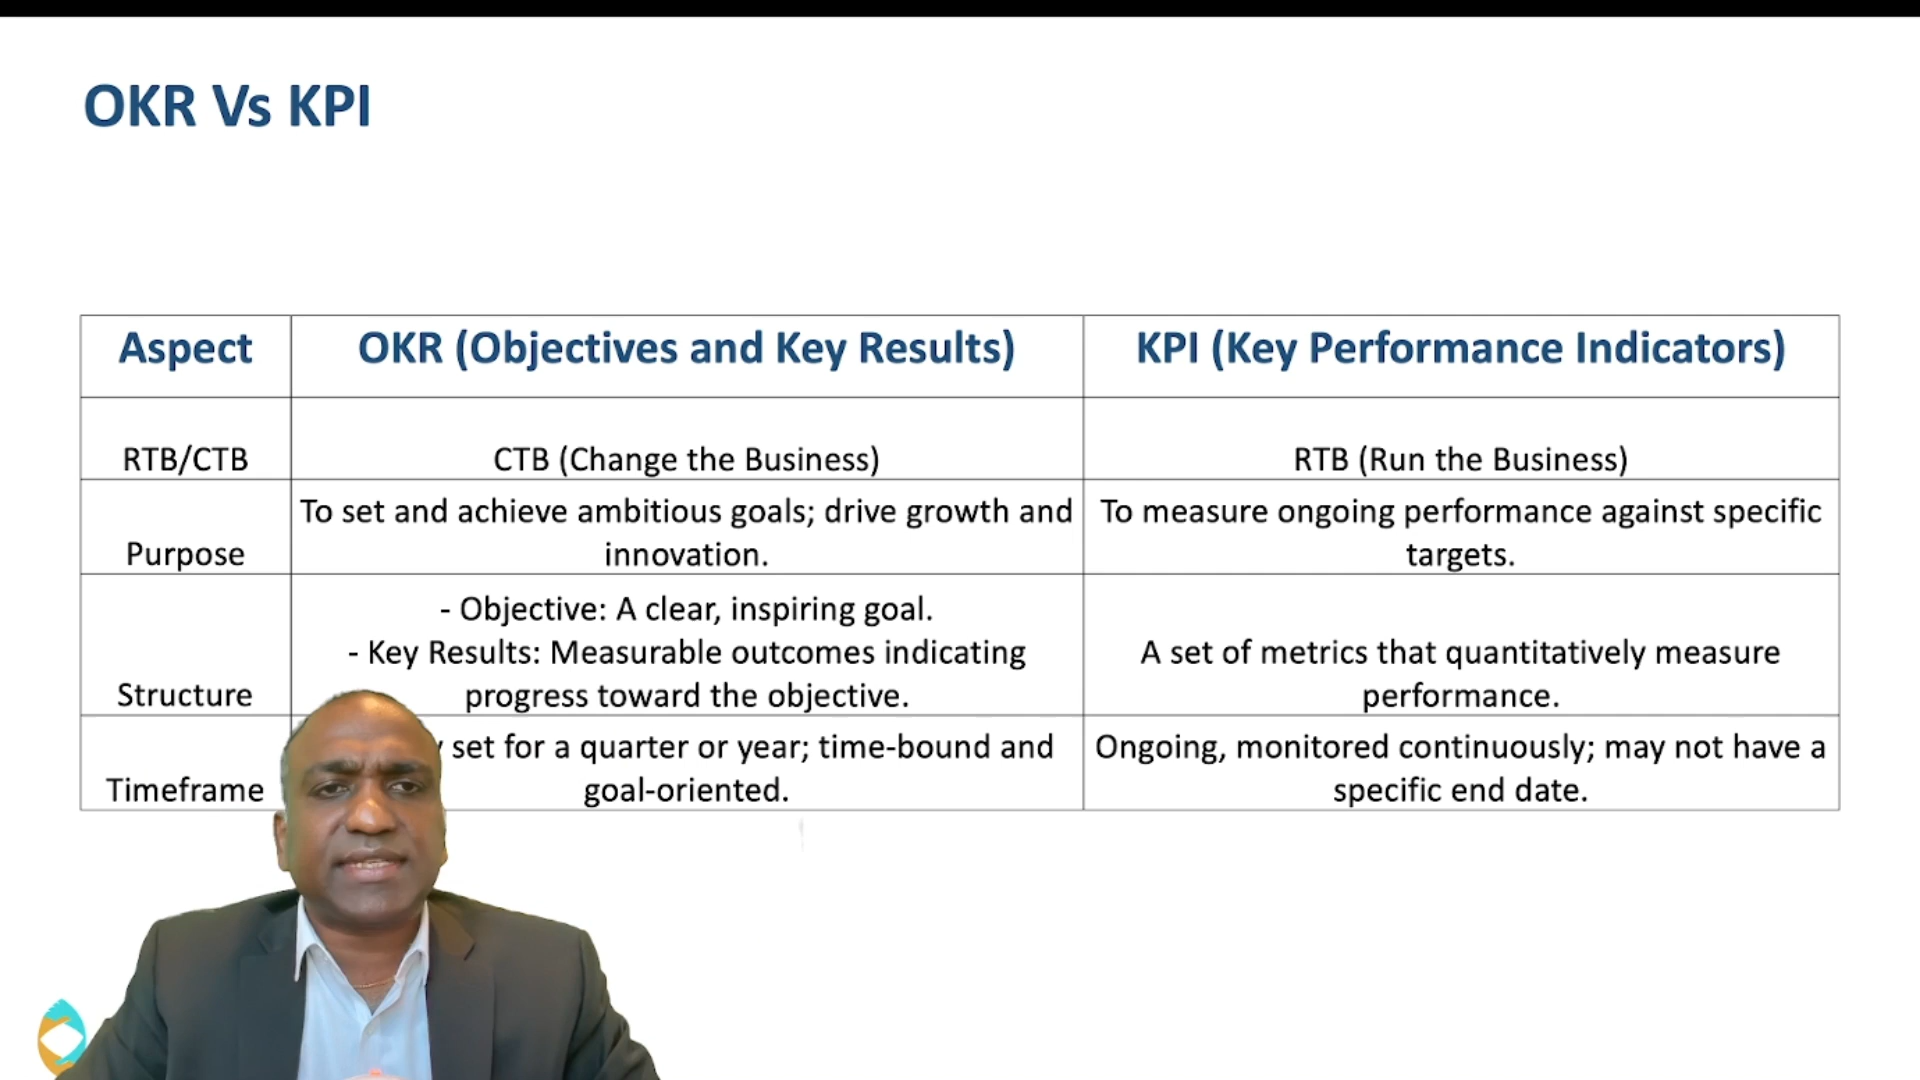 OKR Vs KPI
Aspect
OKR (Objectives and Key Results)
KPI (Key Performance Indicators)
RTB/CTB
CTB (Change the Business)
RTB (Run the Business)
Purpose
To set and achieve ambitious goals; drive growth and
innovation.
To measure ongoing performance against specific
targets.
Structure
- Objective: A clear, inspiring goal.
- Key Results: Measurable outcomes indicating
progress toward the objective.
A set of metrics that quantitatively measure
performance.
Timeframe
set for a quarter or year; time-bound and
goal-oriented.
Ongoing, monitored continuously; may not have a
specific end date.